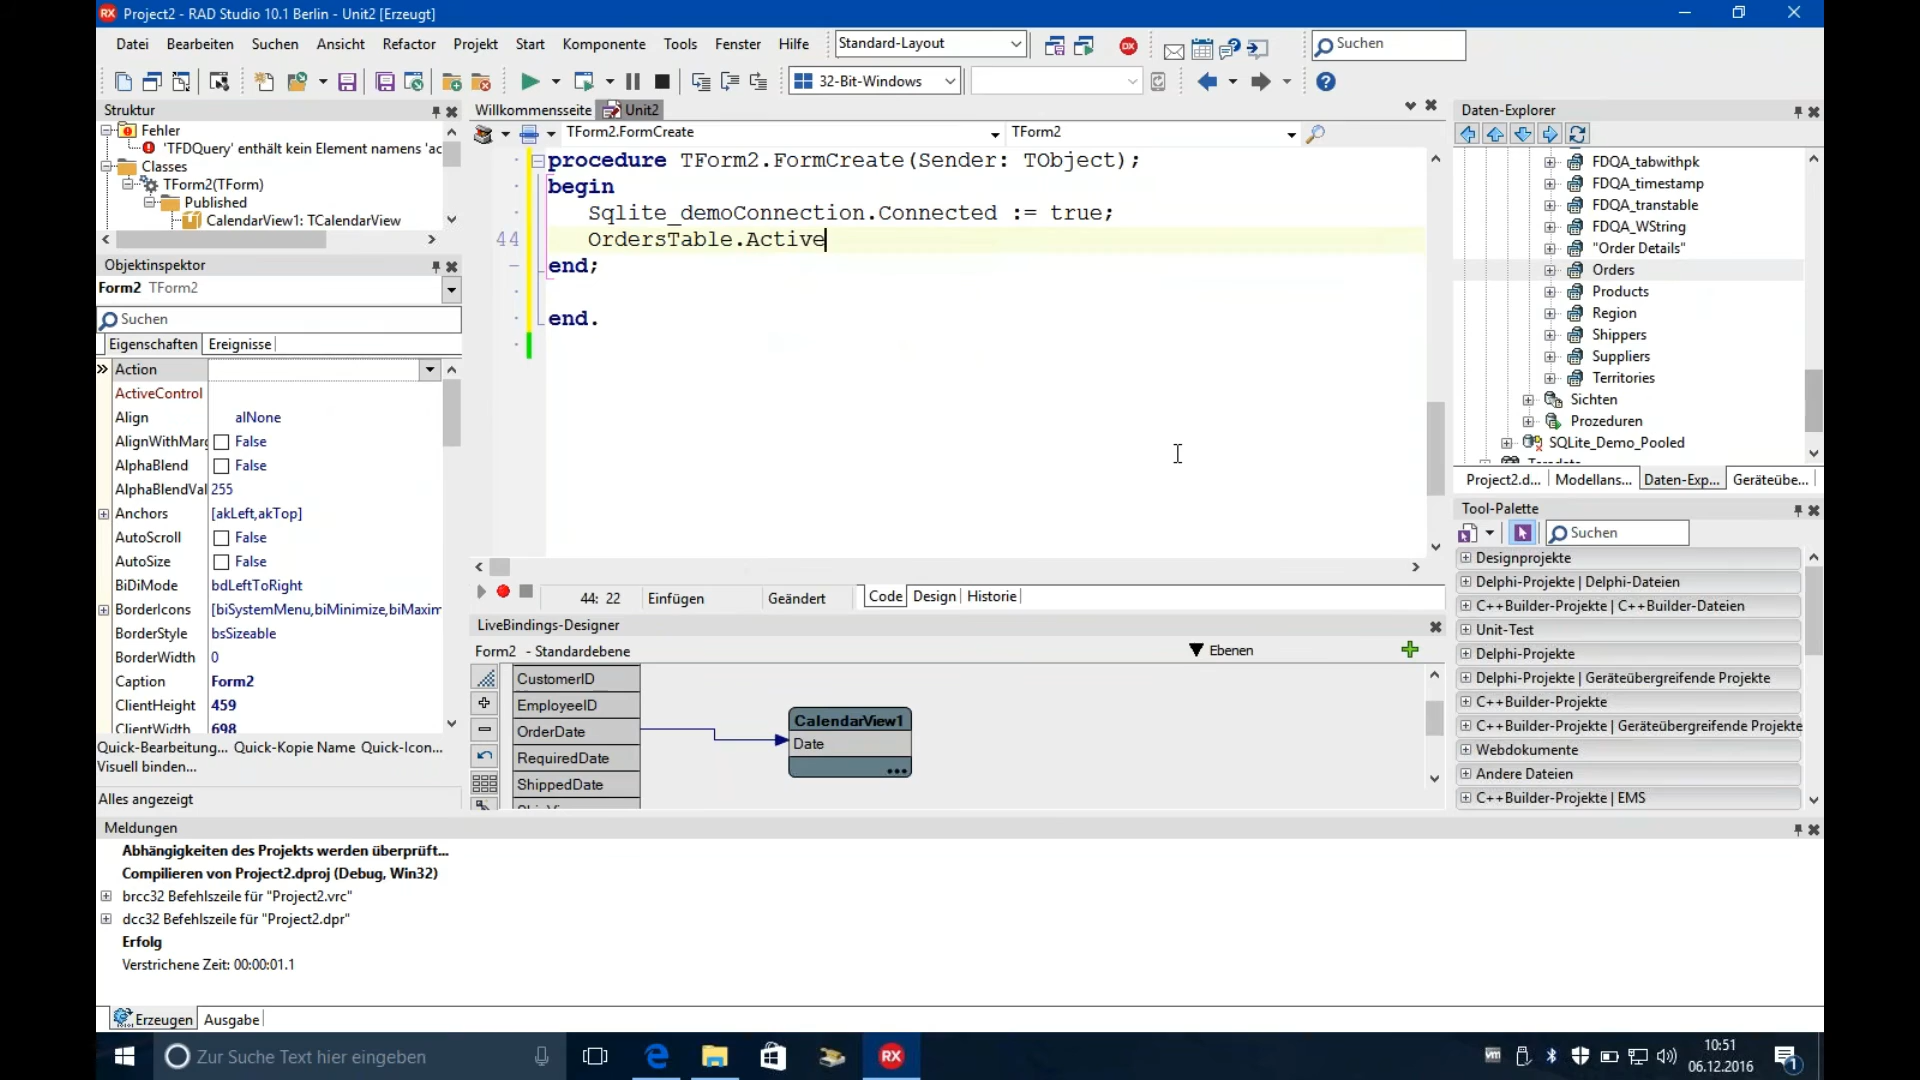 Project2 - RAD Studio 10.1 Berlin - Unit2 [Erzeugt]
Datei Bearbeiten Suchen Ansicht Refactor Projekt Start Komponente Tools Fenster Hilfe Standard-Layout Suchen
32-Bit-Windows
Struktur
Fehler
'TFDQuery' enthält kein Element namens 'ac
Classes
TForm2(TForm)
Published
CalendarView1: TCalendarView
Objektinspektor
Form2 TForm2
Suchen
Eigenschaften Ereignisse
Action
ActiveControl
Align alNone
AlignWithMarg False
AlphaBlend False
AlphaBlendVal 255
Anchors [akLeft,akTop]
AutoScroll False
AutoSize False
BiDiMode bdLeftToRight
BorderIcons [biSystemMenu,biMinimize,biMaxim
BorderStyle bsSizeable
BorderWidth 0
Caption Form2
ClientHeight 459
ClientWidth 698
Quick-Bearbeitung... Quick-Kopie Name Quick-Icon...
Visuell binden...
Alles angezeigt
Willkommensseite Unit2
TForm2.FormCreate TForm2
procedure TForm2.FormCreate(Sender: TObject);
begin
Sqlite_demoConnection.Connected := true;
44 OrdersTable.Active
end;
end.
44: 22 Einfügen Geändert Code Design Historie
LiveBindings-Designer
Form2 - Standardebene Ebenen
CustomerID
EmployeeID
OrderDate
RequiredDate
ShippedDate
CalendarView1
Date
Daten-Explorer
FDQA_tabwithpk
FDQA_timestamp
FDQA_transtable
FDQA_WString
"Order Details"
Orders
Products
Region
Shippers
Suppliers
Territories
Sichten
Prozeduren
SQLite_Demo_Pooled
Project2.d... Modellans... Daten-Exp... Geräteübe...
Tool-Palette
Suchen
Designprojekte
Delphi-Projekte | Delphi-Dateien
C++Builder-Projekte | C++Builder-Dateien
Unit-Test
Delphi-Projekte
Delphi-Projekte | Geräteübergreifende Projekte
C++Builder-Projekte
C++Builder-Projekte | Geräteübergreifende Projekte
Webdokumente
Andere Dateien
C++Builder-Projekte | EMS
Meldungen
Abhängigkeiten des Projekts werden überprüft...
Compilieren von Project2.dproj (Debug, Win32)
brcc32 Befehlszeile für "Project2.vrc"
dcc32 Befehlszeile für "Project2.dpr"
Erfolg
Verstrichene Zeit: 00:00:01.1
Erzeugen Ausgabe
Zur Suche Text hier eingeben
RX
10:51
06.12.2016
1